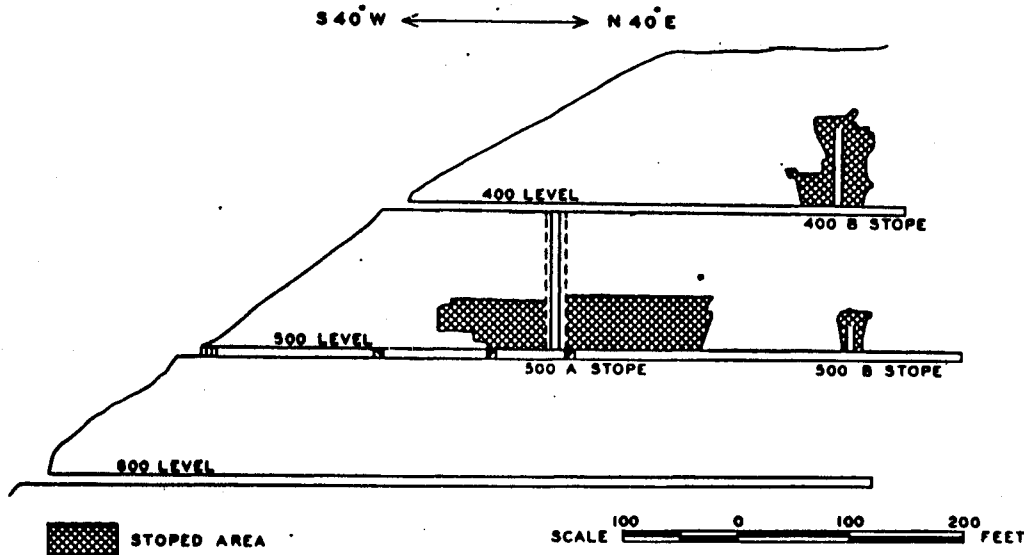 S 40° W N 40° E
400 LEVEL
400 B STOPE
500 LEVEL
500 A STOPE
500 B STOPE
600 LEVEL
STOPED AREA
SCALE 100 0 100 200 FEET